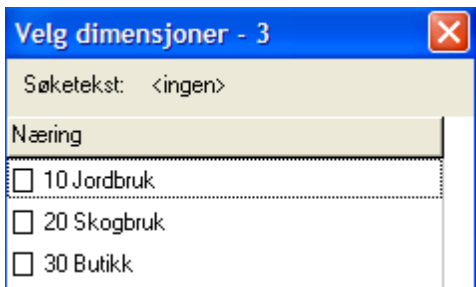 Velg dimensjoner - 3
Søketekst: <ingen>
Næring
10 Jordbruk
20 Skogbruk
30 Butikk